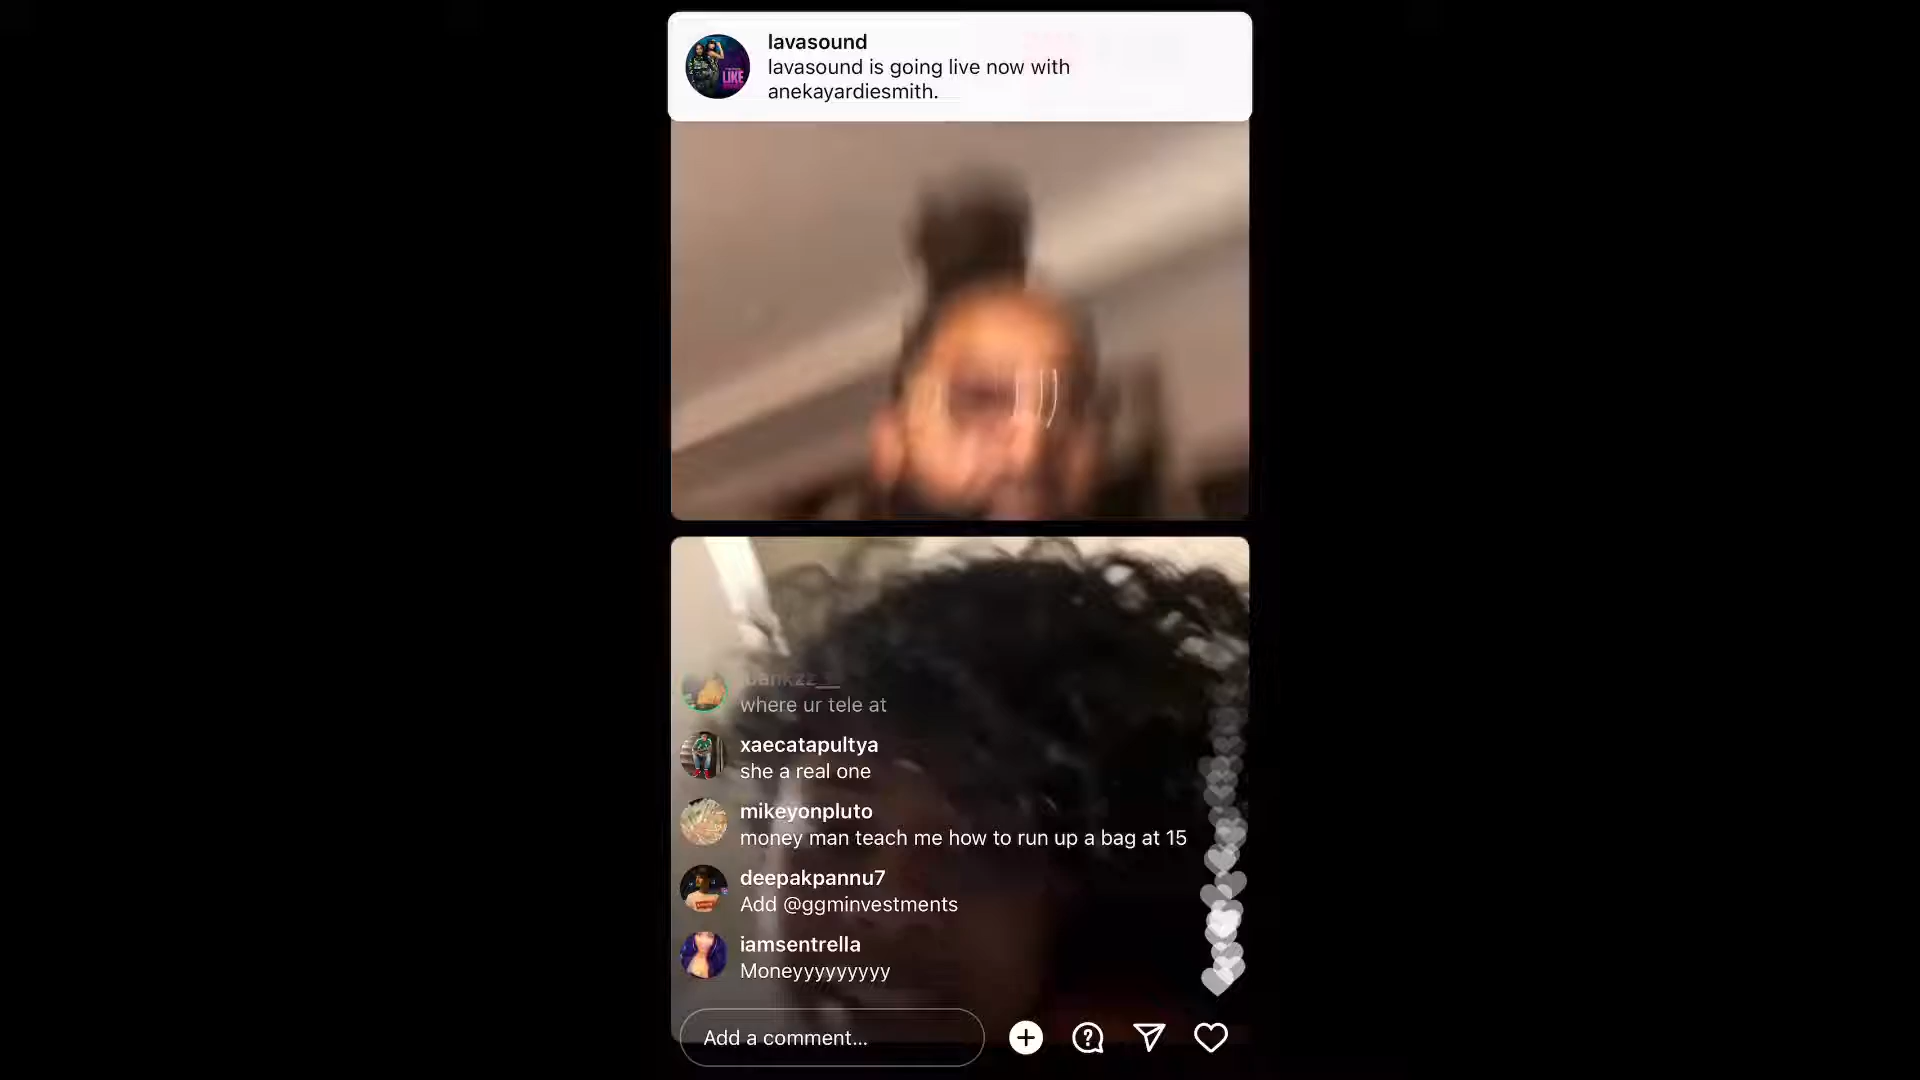 lavasound
lavasound is going live now with
anekayardiesmith.
where ur tele at
xaecatapultya
she a real one
mikeyonpluto
money man teach me how to run up a bag at 15
deepakpannu7
Add @ggminvestments
iamsentrella
Moneyyyyyyyyy
Add a comment...
LIKE